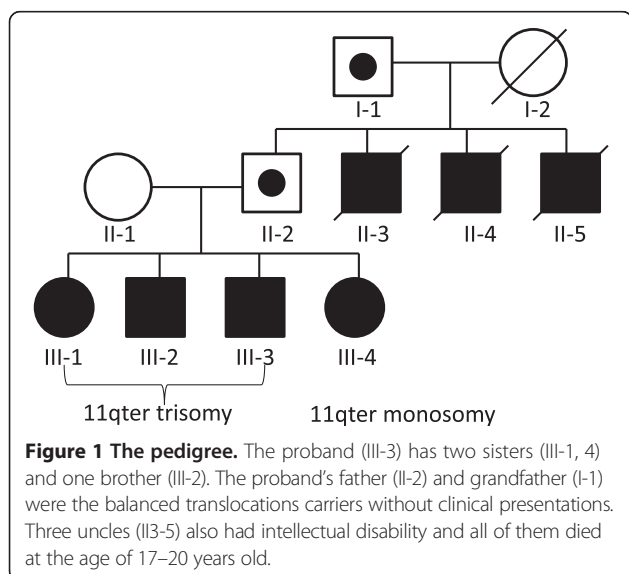 I-1 I-2
II-1 II-2 II-3 II-4 II-5
III-1 III-2 III-3 III-4
11qter trisomy 11qter monosomy
Figure 1 The pedigree. The proband (III-3) has two sisters (III-1, 4)
and one brother (III-2). The proband's father (II-2) and grandfather (I-1)
were the balanced translocations carriers without clinical presentations.
Three uncles (II3-5) also had intellectual disability and all of them died
at the age of 17–20 years old.